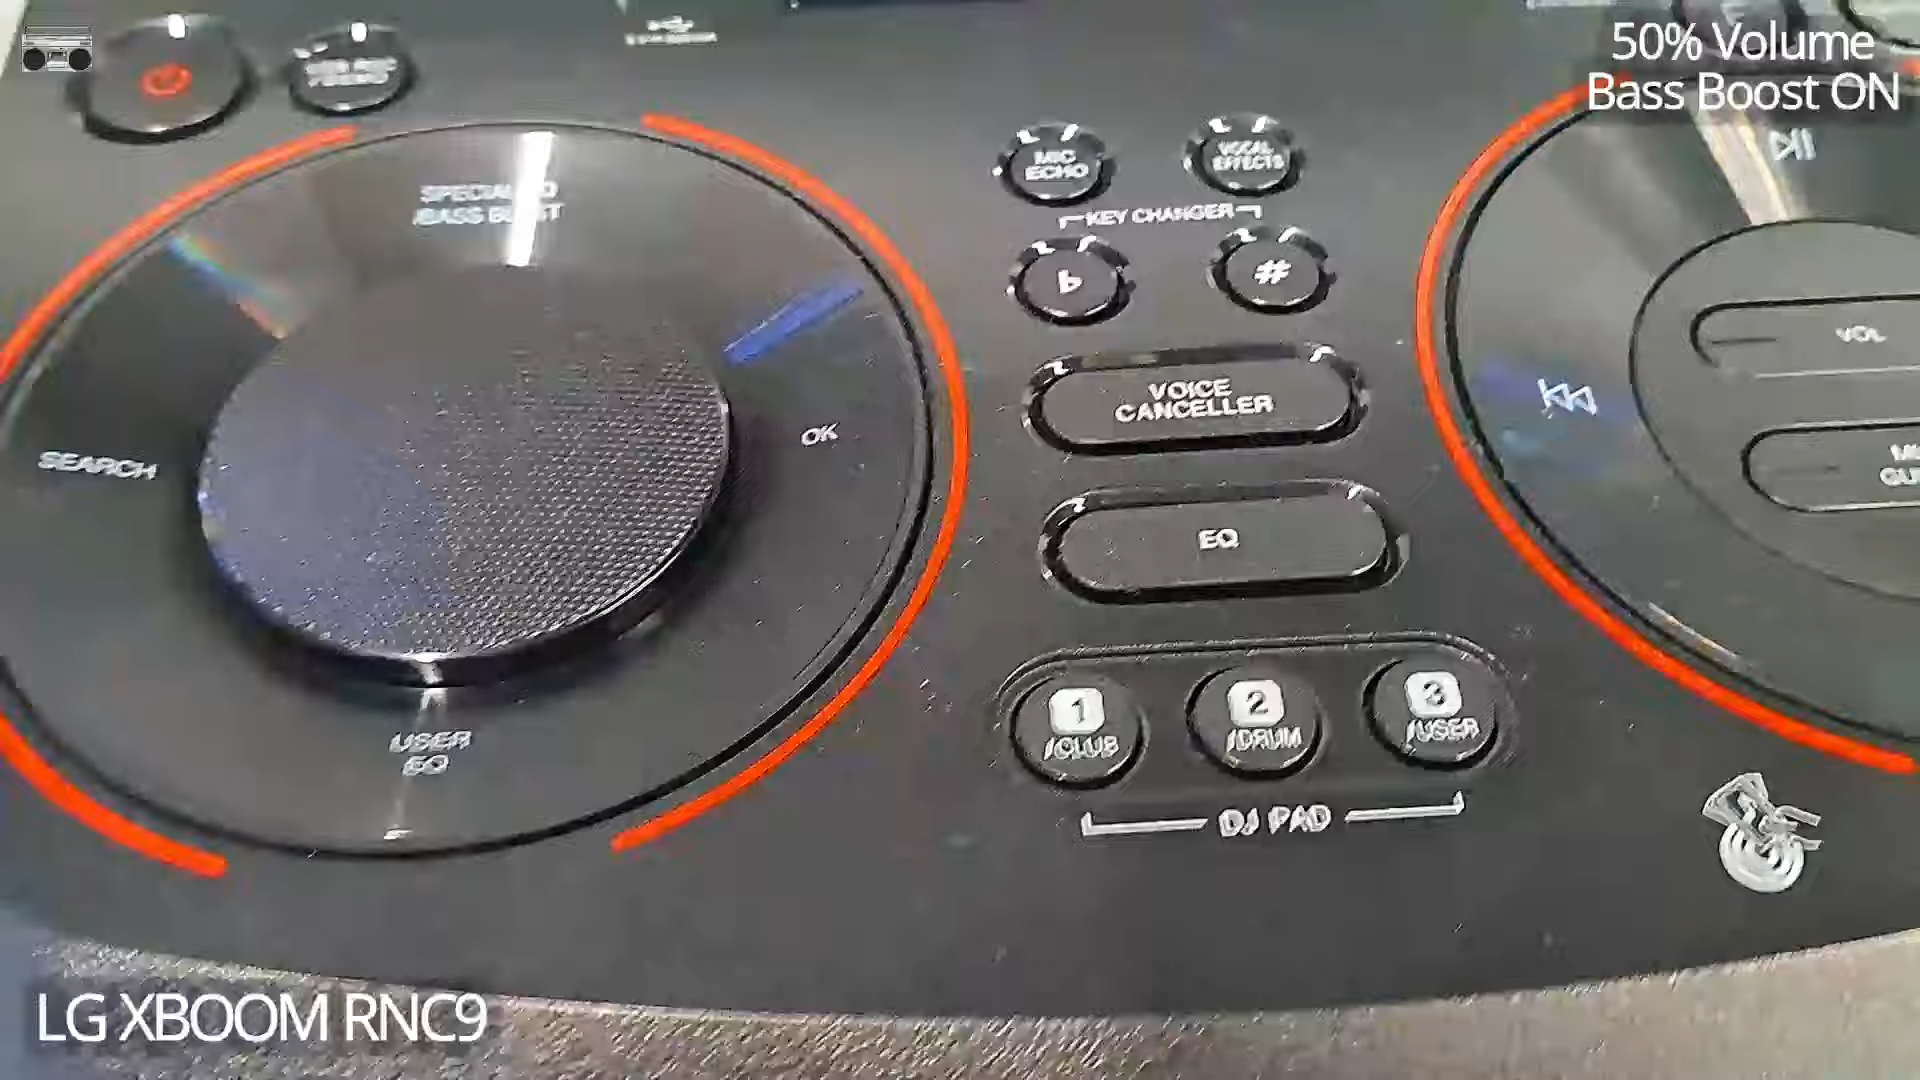 50% Volume
Bass Boost ON
MIC
ECHO
VOCAL
EFFECTS
KEY CHANGER
b
#
SEARCH
OK
USER
EQ
VOICE
CANCELLER
EQ
VOL
1
/CLUB
2
/DRUM
3
/USER
DJ PAD
LG XBOOM RNC9